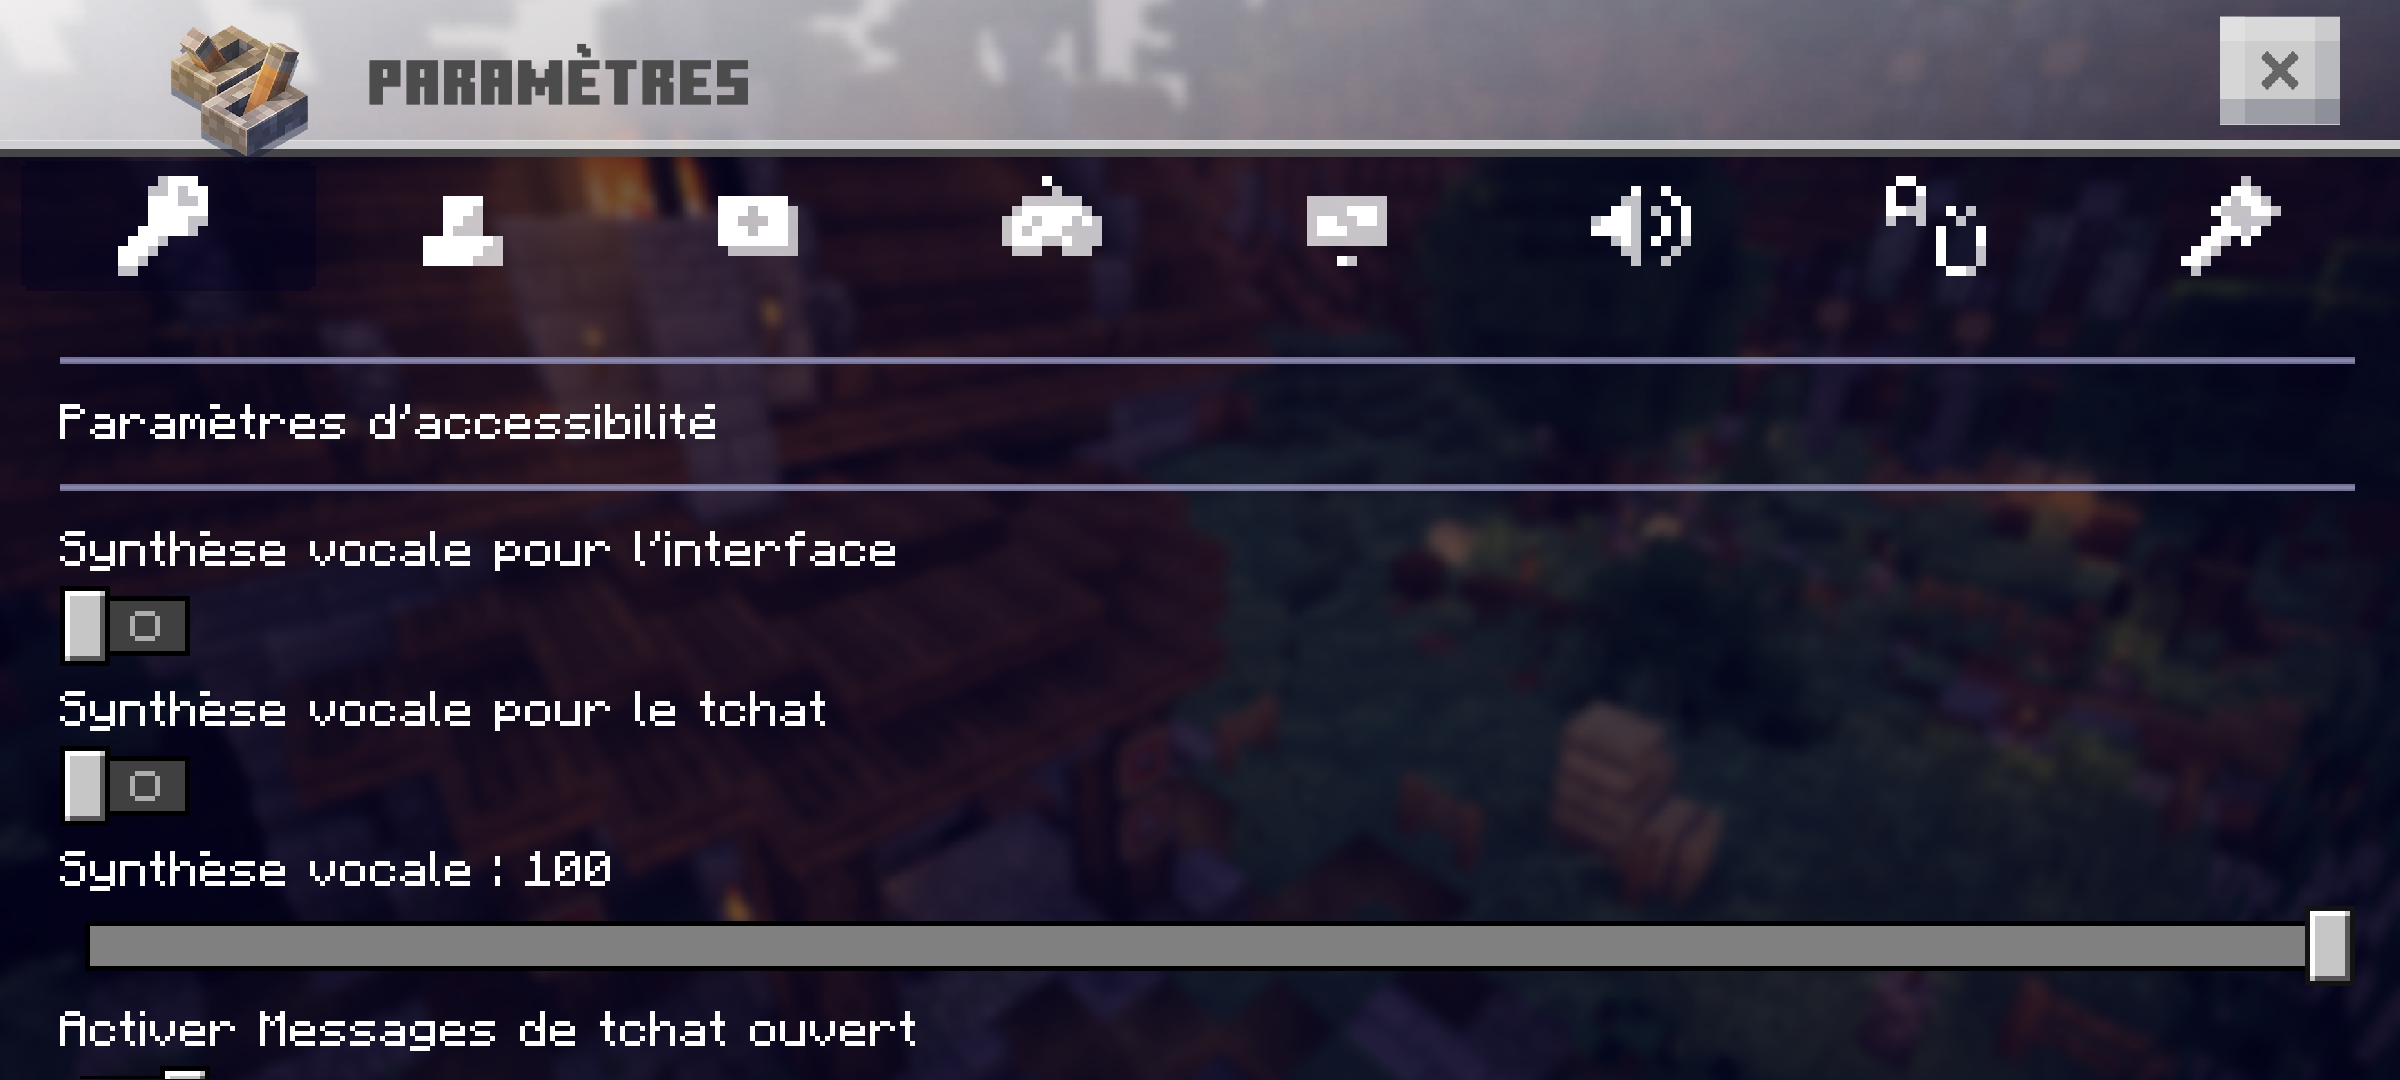 PARAMÈTRES
Paramètres d'accessibilité
Synthèse vocale pour l'interface
Synthèse vocale pour le tchat
Synthèse vocale : 100
Activer Messages de tchat ouvert